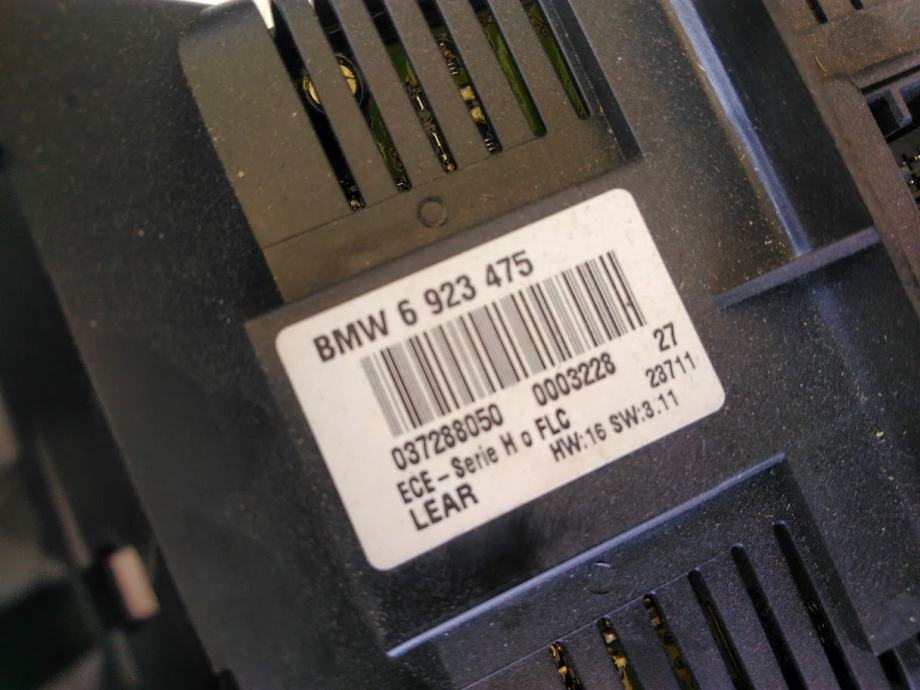 BMW 6 923 475
037288050 0003228 27
ECE-Serie H o FLC 23711
LEAR HW:16 SW:3.11